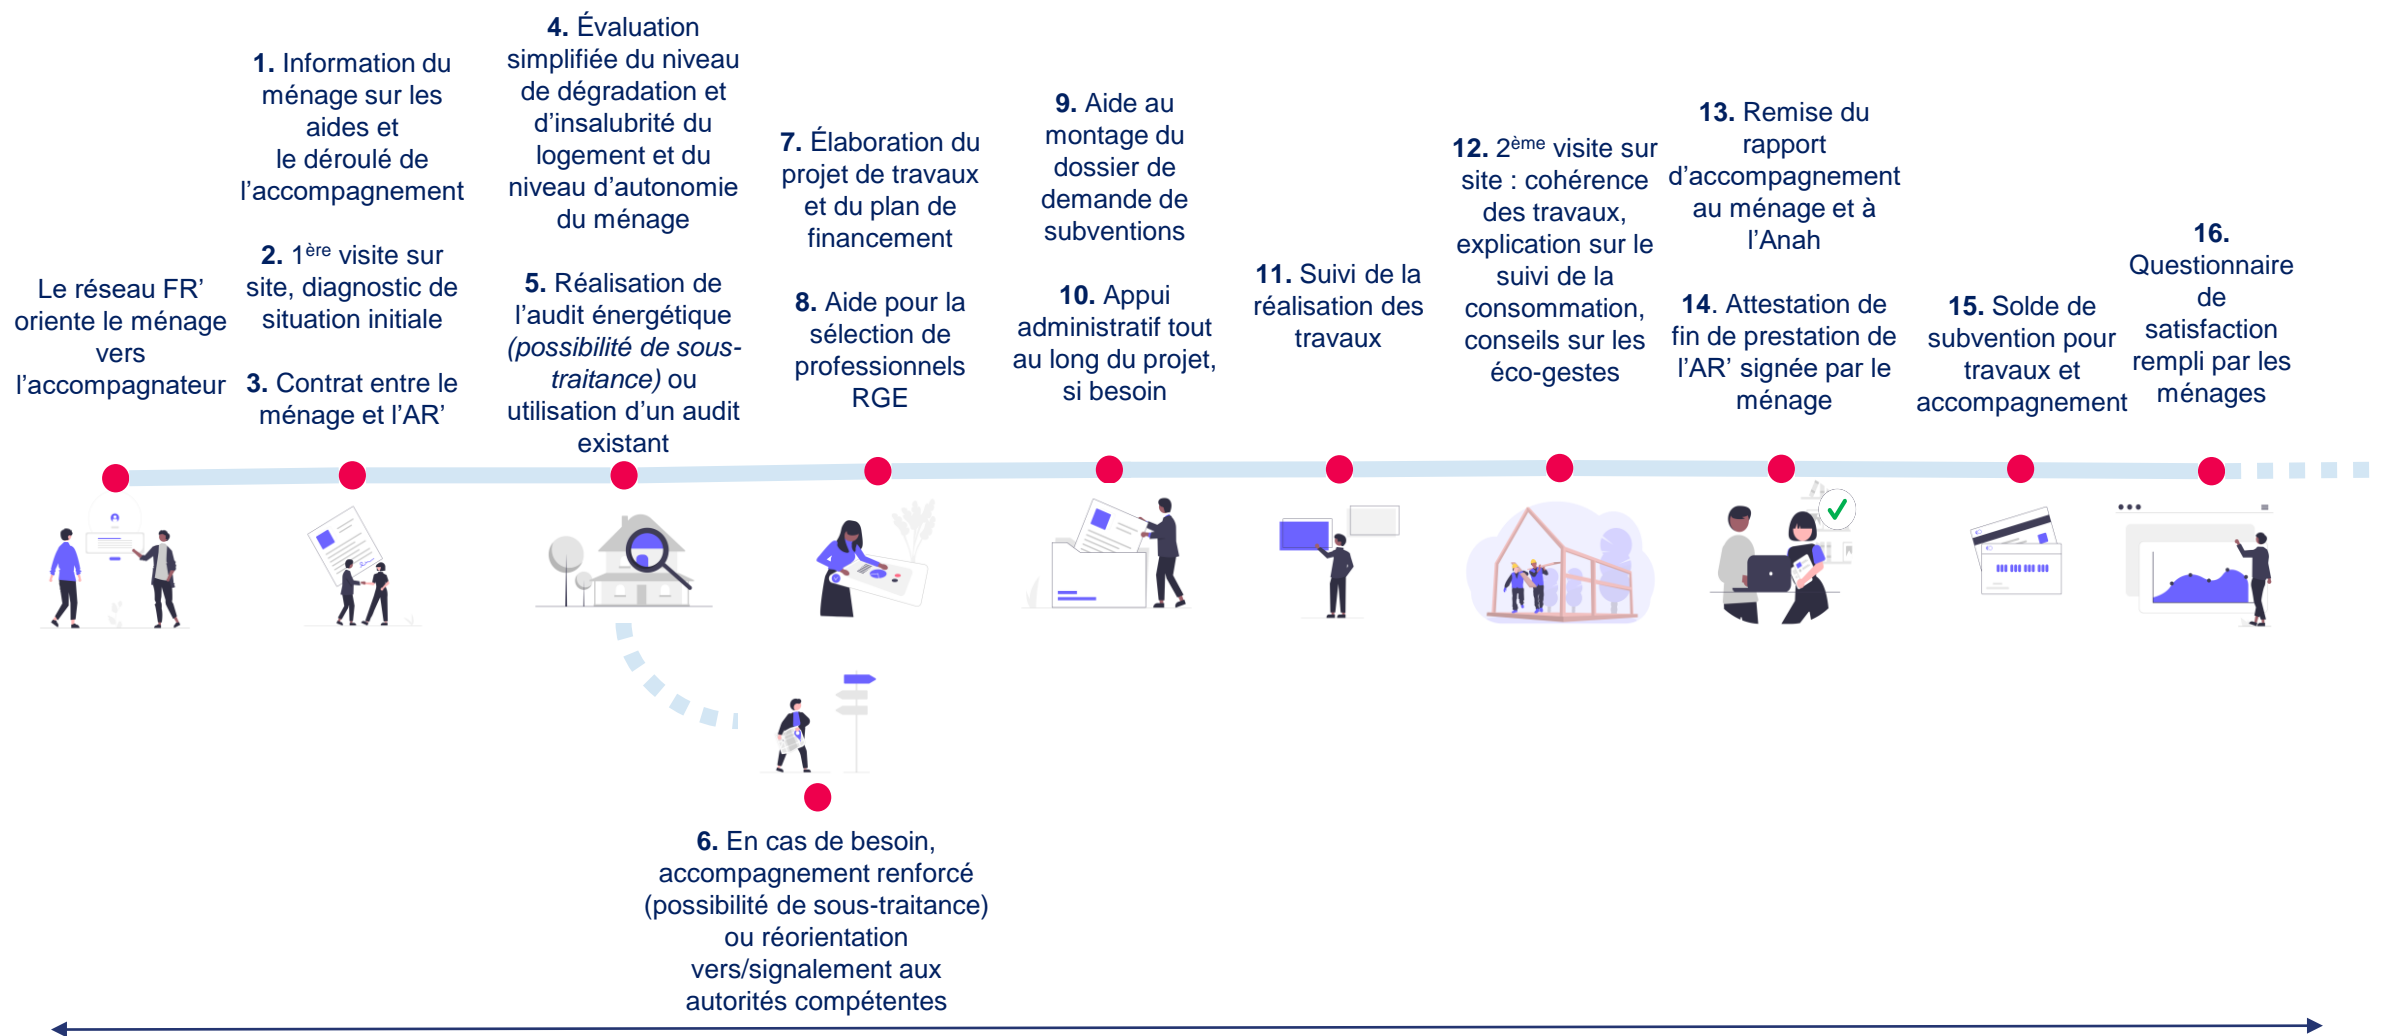 Le réseau FR’
oriente le ménage
vers
l’accompagnateur
1. Information du
ménage sur les
aides et
le déroulé de
l’accompagnement
2. 1ère visite sur
site, diagnostic de
situation initiale
3. Contrat entre le
ménage et l’AR’
4. Évaluation
simplifiée du niveau
de dégradation et
d’insalubrité du
logement et du
niveau d’autonomie
du ménage
5. Réalisation de
l’audit énergétique
(possibilité de sous-
traitance) ou
utilisation d’un audit
existant
6. En cas de besoin,
accompagnement renforcé
(possibilité de sous-traitance)
ou réorientation
vers/signalement aux
autorités compétentes
7. Élaboration du
projet de travaux
et du plan de
financement
8. Aide pour la
sélection de
professionnels
RGE
9. Aide au
montage du
dossier de
demande de
subventions
10. Appui
administratif tout
au long du projet,
si besoin
11. Suivi de la
réalisation des
travaux
12. 2ème visite sur
site : cohérence
des travaux,
explication sur le
suivi de la
consommation,
conseils sur les
éco-gestes
13. Remise du
rapport
d’accompagnement
au ménage et à
l’Anah
14. Attestation de
fin de prestation de
l’AR’ signée par le
ménage
15. Solde de
subvention pour
travaux et
accompagnement
16.
Questionnaire
de
satisfaction
rempli par les
ménages